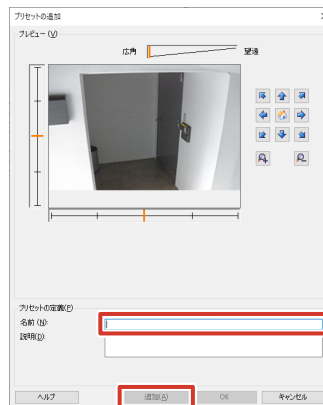 プリセットの追加
プレビュー (V)
広角 望遠
プリセットの定義(P)
名前 (N):
説明(D):
ヘルプ 追加(A) OK キャンセル